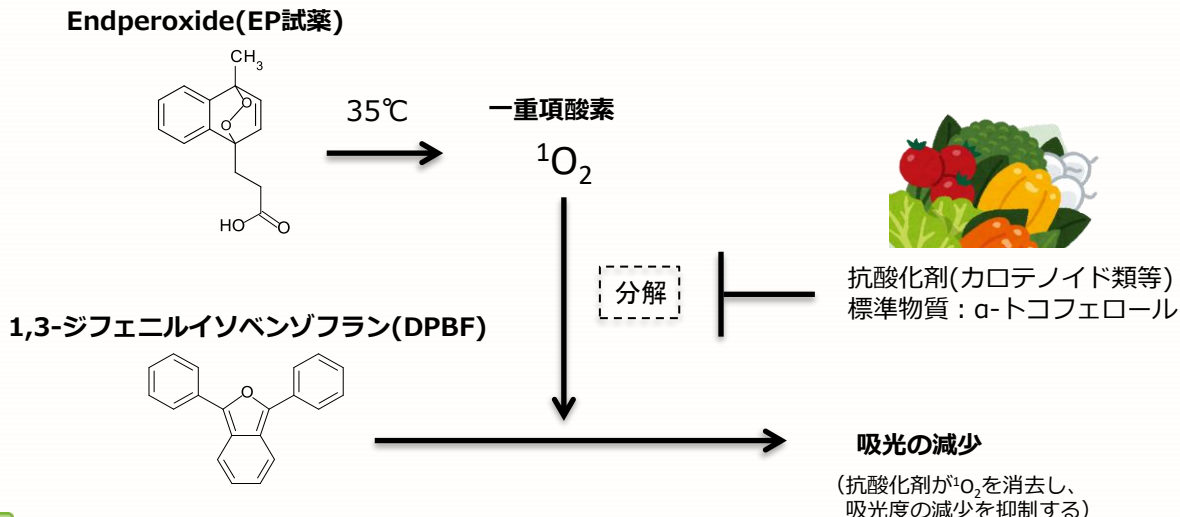 Endperoxide(EP試薬)
CH3
O
O
HO
O
35℃
一重項酸素
¹O₂
分解
抗酸化剤(カロテノイド類等)
標準物質：α-トコフェロール
1,3-ジフェニルイソベンゾフラン(DPBF)
O
吸光の減少
（抗酸化剤が¹O₂を消去し、
吸光度の減少を抑制する）